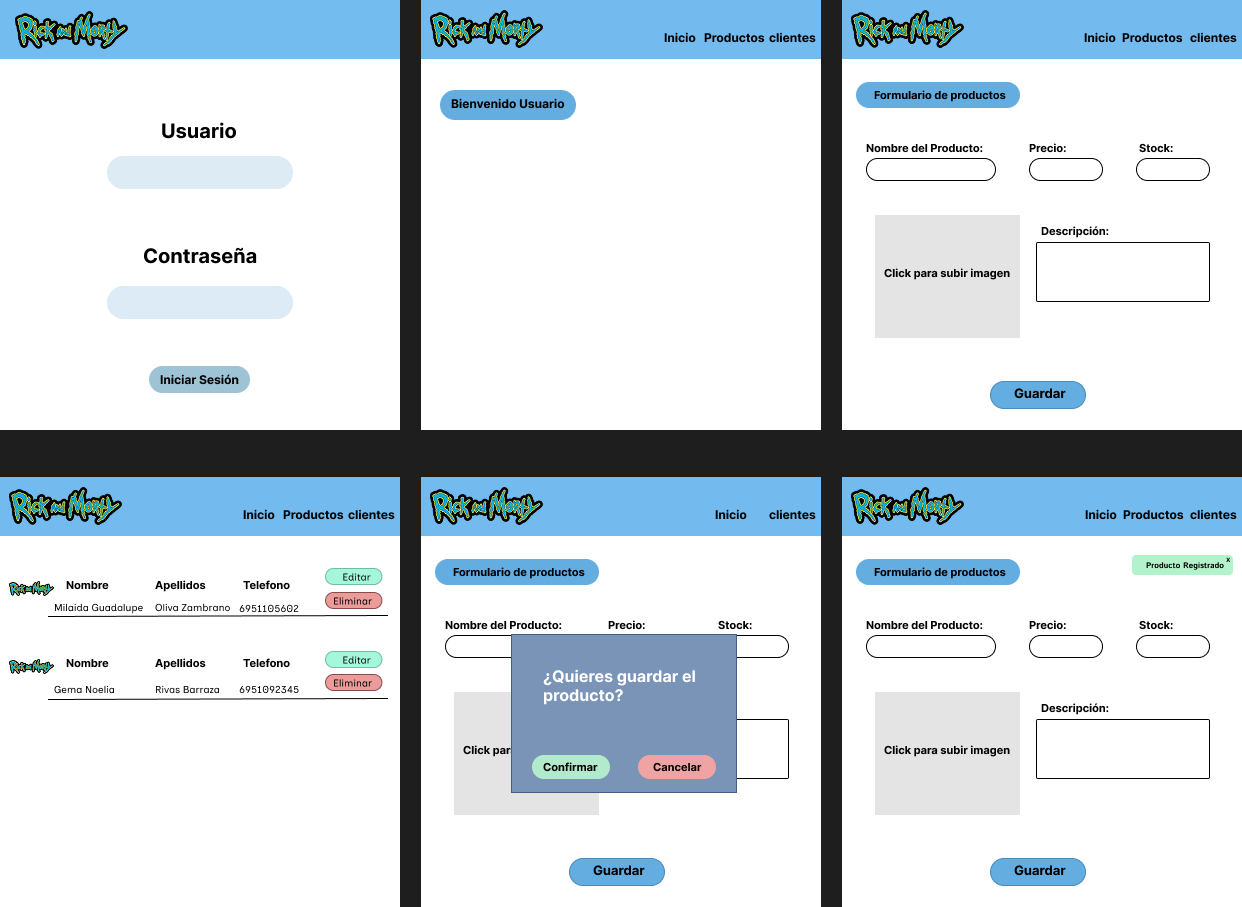 Rick and Morty
Usuario
Contraseña
Iniciar Sesión
Rick and Morty
Inicio Productos clientes
Bienvenido Usuario
Rick and Morty
Inicio Productos clientes
Formulario de productos
Nombre del Producto: Precio: Stock:
Click para subir imagen
Descripción:
Guardar
Rick and Morty
Inicio Productos clientes
Rick and Morty
Nombre Apellidos Telefono
Editar
Eliminar
Milaida Guadalupe Oliva Zambrano 6951105602
Rick and Morty
Nombre Apellidos Telefono
Editar
Eliminar
Gema Noelia Rivas Barraza 6951092345
Rick and Morty
Inicio clientes
Formulario de productos
Nombre del Producto: Precio: Stock:
¿Quieres guardar el
producto?
Click par
Confirmar Cancelar
Guardar
Rick and Morty
Inicio Productos clientes
Formulario de productos
x
Producto Registrado
Nombre del Producto: Precio: Stock:
Click para subir imagen
Descripción:
Guardar